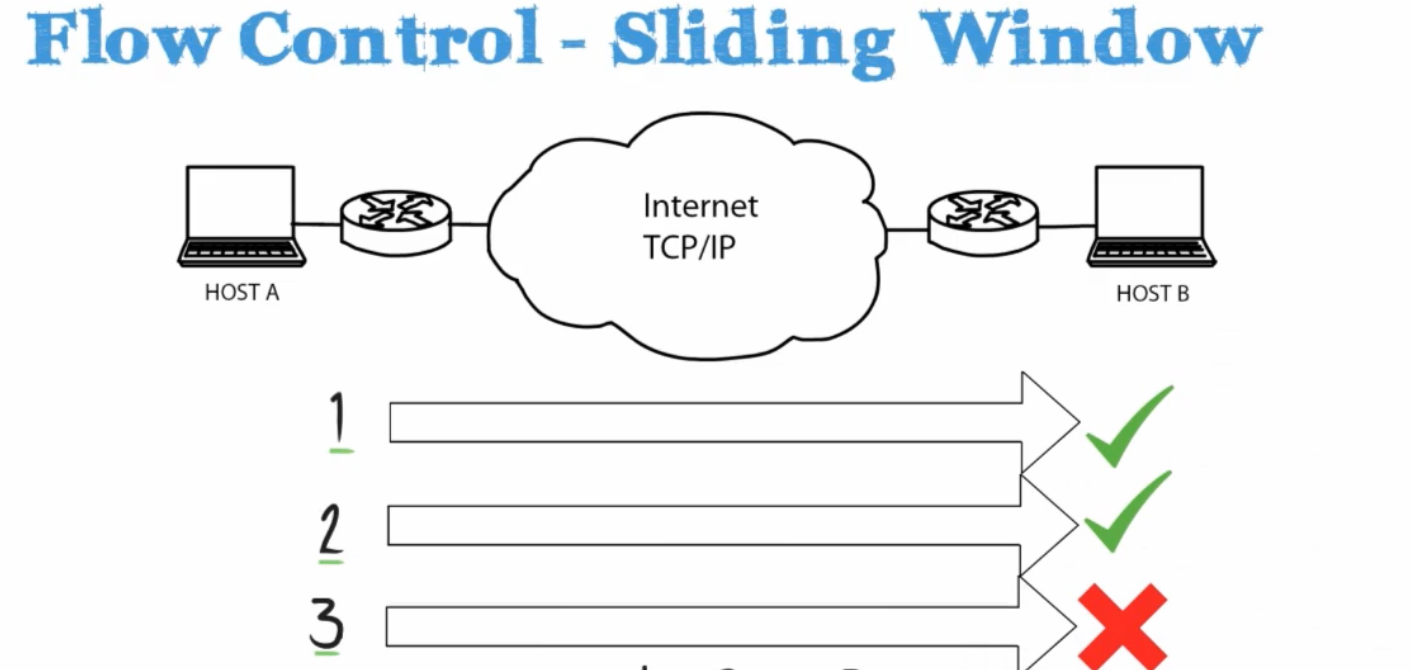 Flow Control - Sliding Window
Internet
TCP/IP
HOST A
HOST B
1
2
3